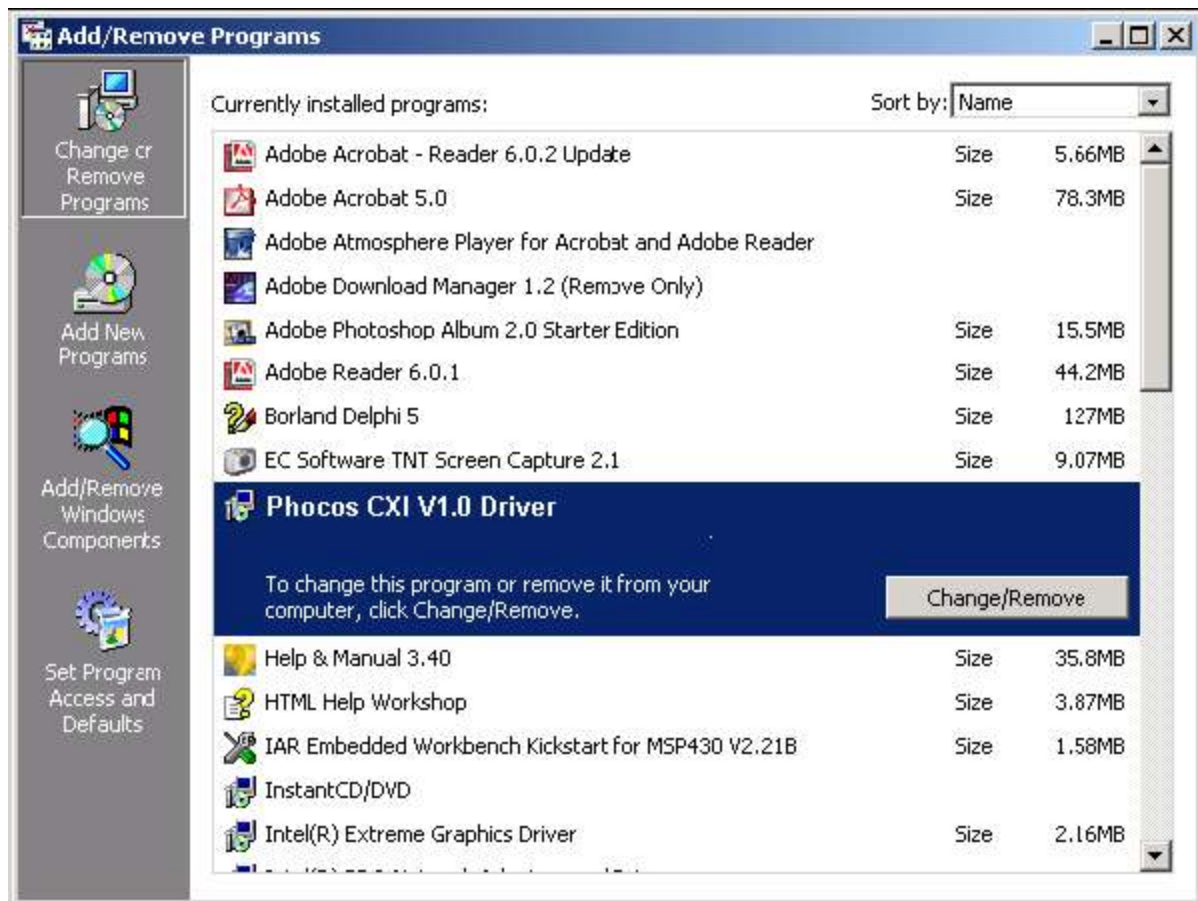 Add/Remove Programs
Change or
Remove
Programs
Add New
Programs
Add/Remove
Windows
Components
Set Program
Access and
Defaults
Currently installed programs:
Sort by: Name
Adobe Acrobat - Reader 6.0.2 Update Size 5.66MB
Adobe Acrobat 5.0 Size 78.3MB
Adobe Atmosphere Player for Acrobat and Adobe Reader
Adobe Download Manager 1.2 (Remove Only)
Adobe Photoshop Album 2.0 Starter Edition Size 15.5MB
Adobe Reader 6.0.1 Size 44.2MB
Borland Delphi 5 Size 127MB
EC Software TNT Screen Capture 2.1 Size 9.07MB
Phocos CXI V1.0 Driver
To change this program or remove it from your
computer, click Change/Remove.
Change/Remove
Help & Manual 3.40 Size 35.8MB
HTML Help Workshop Size 3.87MB
IAR Embedded Workbench Kickstart for MSP430 V2.21B Size 1.58MB
InstantCD/DVD
Intel(R) Extreme Graphics Driver Size 2.16MB